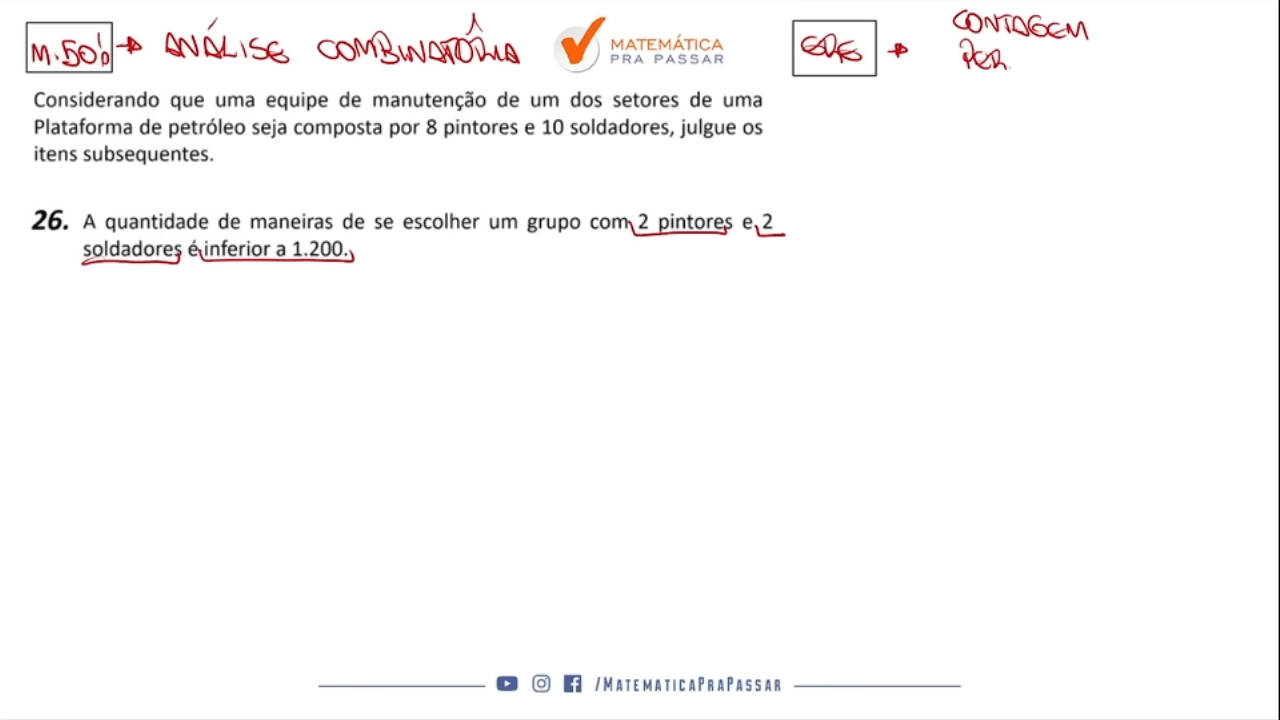 M.50% → ANÁLISE COMBINATÓRIA
MATEMÁTICA
PRA PASSAR
CONTAGEM
PER.
Considerando que uma equipe de manutenção de um dos setores de uma
Plataforma de petróleo seja composta por 8 pintores e 10 soldadores, julgue os
itens subsequentes.
26. A quantidade de maneiras de se escolher um grupo com 2 pintores e 2
soldadores é inferior a 1.200.
/MATEMATICAPRAPASSAR